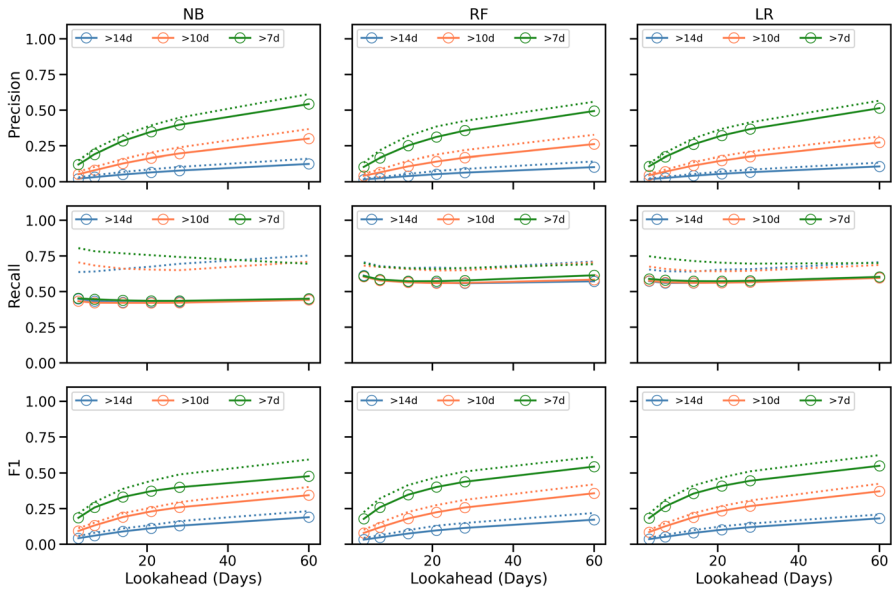 NB RF LR
Precision
1.00 >14d >10d >7d >14d >10d >7d >14d >10d >7d
0.75
0.50
0.25
0.00
Recall
1.00 >14d >10d >7d >14d >10d >7d >14d >10d >7d
0.75
0.50
0.25
0.00
F1
1.00 >14d >10d >7d >14d >10d >7d >14d >10d >7d
0.75
0.50
0.25
0.00
20 40 60 20 40 60 20 40 60
Lookahead (Days) Lookahead (Days) Lookahead (Days)